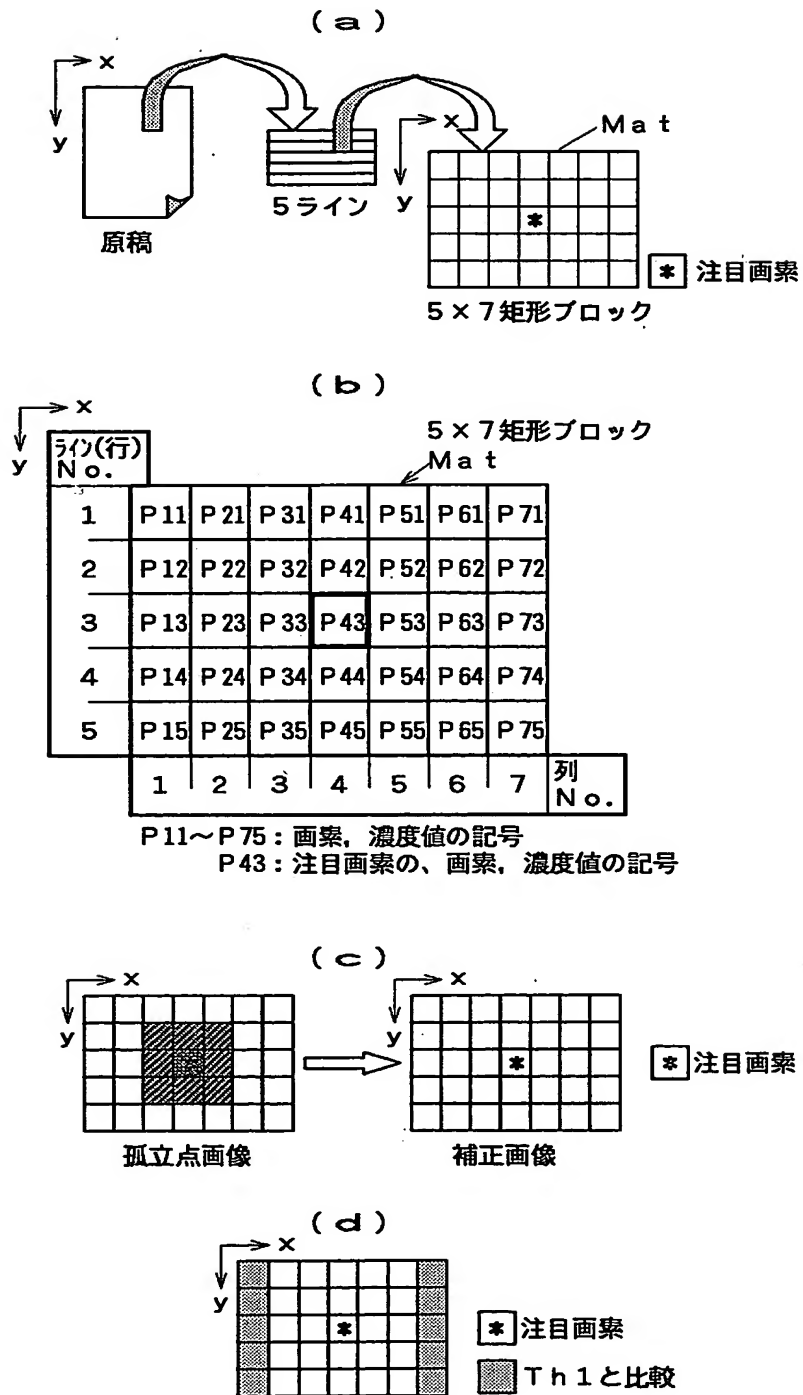 (a)
x
y
原稿
5ライン
x
y
Mat
*
5×7矩形ブロック
* 注目画素
(b)
x
y
ライン(行)
No.
5×7矩形ブロック
Mat
1 P11 P21 P31 P41 P51 P61 P71
2 P12 P22 P32 P42 P52 P62 P72
3 P13 P23 P33 P43 P53 P63 P73
4 P14 P24 P34 P44 P54 P64 P74
5 P15 P25 P35 P45 P55 P65 P75
1 2 3 4 5 6 7 列
No.
P11~P75:画素,濃度値の記号
P43:注目画素の、画素,濃度値の記号
(c)
x
y
孤立点画像
x
y
*
補正画像
* 注目画素
(d)
x
y
*
* 注目画素
Th1と比較